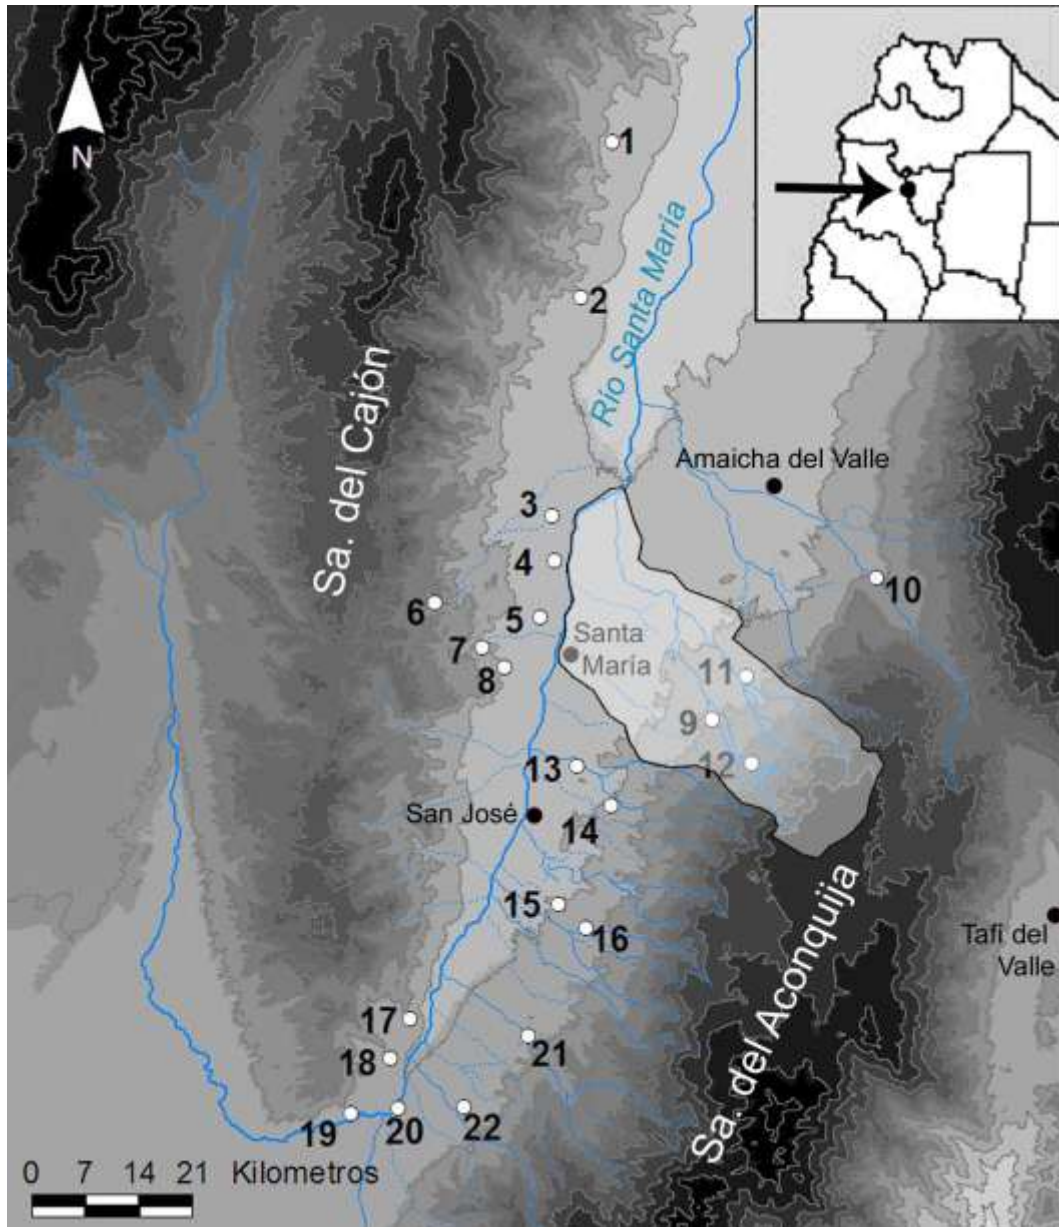 N
1
2
Río Santa María
Sa. del Cajón
Amaicha del Valle
3
4
10
6
5
Santa
María
7
8
11
9
12
13
San José
14
15
16
Tafi del
Valle
Sa. del Aconquija
17
18
21
19
20
22
0 7 14 21 Kilometros